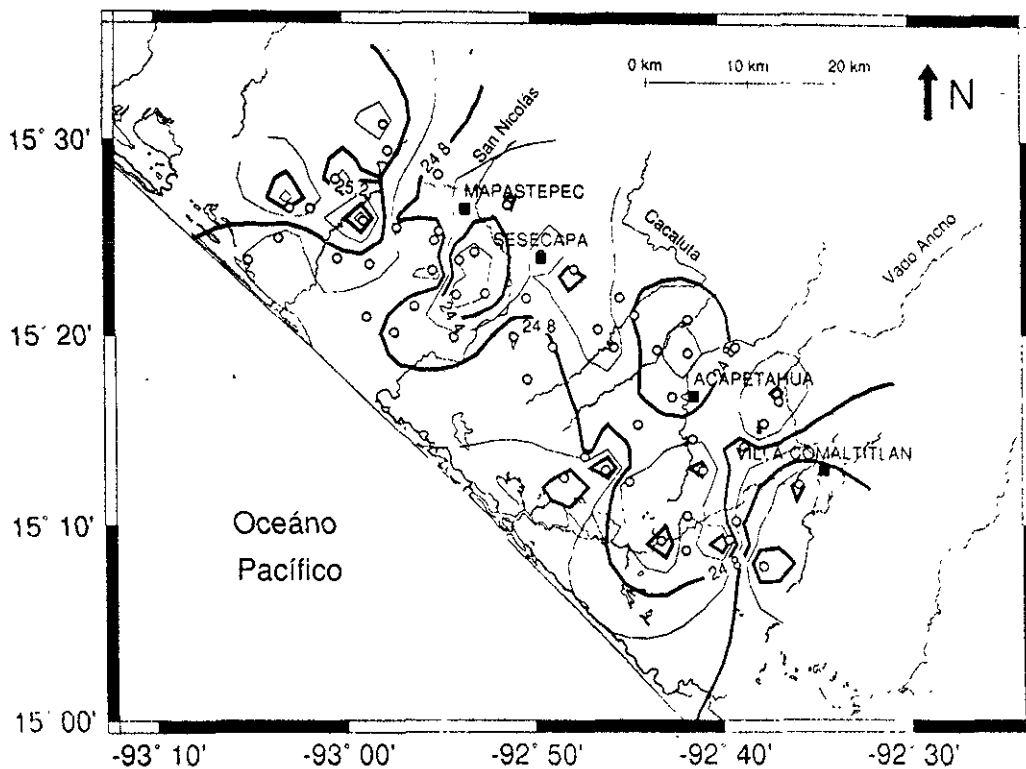 0 km 10 km 20 km
N
15° 30'
San Nicolás
24 8
25,2
MAPASTEPEC
SESECAPA
Cacaluta
Vado Ancho
15° 20'
24 4
24 8
ACAPETAHUA
VILLA COMALTITLAN
15° 10'
Oceáno
Pacífico
24
15° 00'
-93° 10' -93° 00' -92° 50' -92° 40' -92° 30'